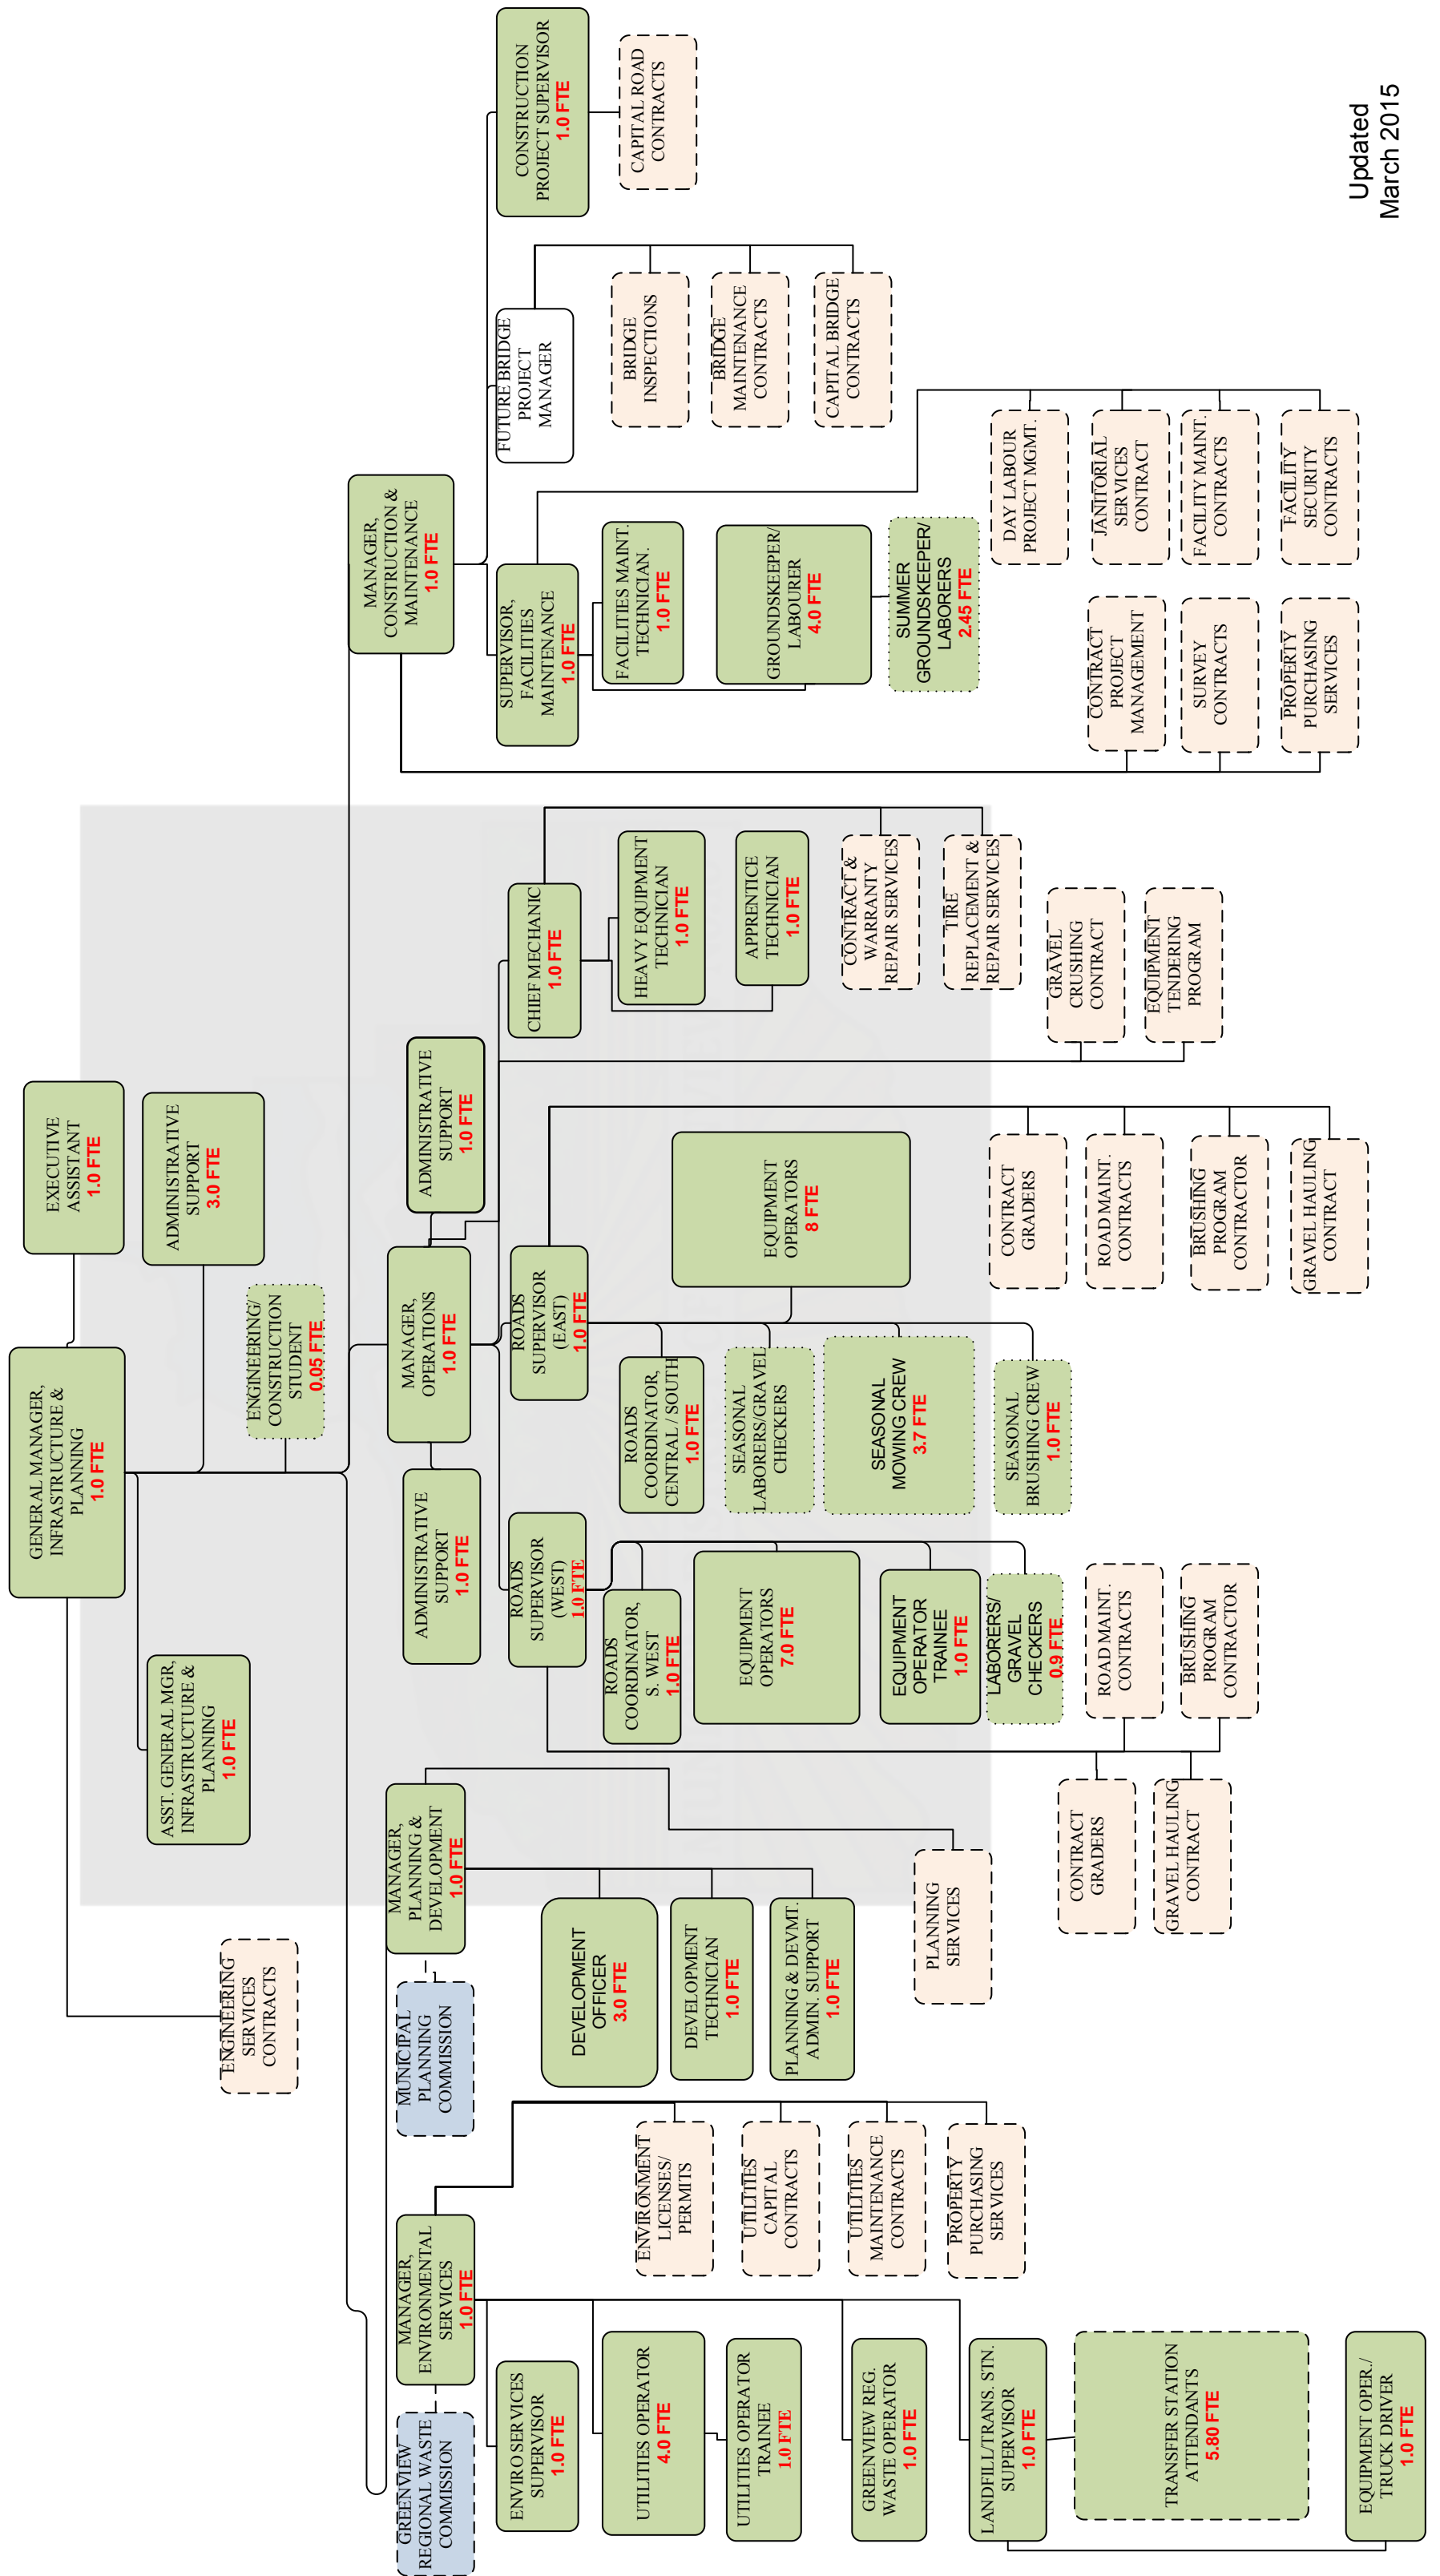 GENERAL MANAGER,
INFRASTRUCTURE &
PLANNING
1.0 FTE
EXECUTIVE
ASSISTANT
1.0 FTE
ADMINISTRATIVE
SUPPORT
3.0 FTE
ASST. GENERAL MGR,
INFRASTRUCTURE &
PLANNING
1.0 FTE
ENGINEERING
SERVICES
CONTRACTS
ENGINEERING/
CONSTRUCTION
STUDENT
0.05 FTE
GREENVIEW
REGIONAL WASTE
COMMISSION
MANAGER,
ENVIRONMENTAL
SERVICES
1.0 FTE
ENVIRO SERVICES
SUPERVISOR
1.0 FTE
UTILITIES OPERATOR
4.0 FTE
UTILITIES OPERATOR
TRAINEE
1.0 FTE
GREENVIEW REG.
WASTE OPERATOR
1.0 FTE
LANDFILL/TRANS. STN.
SUPERVISOR
1.0 FTE
TRANSFER STATION
ATTENDANTS
5.80 FTE
EQUIPMENT OPER./
TRUCK DRIVER
1.0 FTE
ENVIRONMENT
LICENSES/
PERMITS
UTILITIES
CAPITAL
CONTRACTS
UTILITIES
MAINTENANCE
CONTRACTS
PROPERTY
PURCHASING
SERVICES
MUNICIPAL
PLANNING
COMMISSION
MANAGER,
PLANNING &
DEVELOPMENT
1.0 FTE
DEVELOPMENT
OFFICER
3.0 FTE
DEVELOPMENT
TECHNICIAN
1.0 FTE
PLANNING & DEVMT.
ADMIN. SUPPORT
1.0 FTE
PLANNING
SERVICES
ADMINISTRATIVE
SUPPORT
1.0 FTE
MANAGER,
OPERATIONS
1.0 FTE
ADMINISTRATIVE
SUPPORT
1.0 FTE
ROADS
SUPERVISOR
(WEST)
1.0 FTE
ROADS
COORDINATOR,
S. WEST
1.0 FTE
EQUIPMENT
OPERATORS
7.0 FTE
EQUIPMENT
OPERATOR
TRAINEE
1.0 FTE
LABORERS/
GRAVEL
CHECKERS
0.9 FTE
CONTRACT
GRADERS
ROAD MAINT.
CONTRACTS
GRAVEL HAULING
CONTRACT
BRUSHING
PROGRAM
CONTRACTOR
ROADS
SUPERVISOR
(EAST)
1.0 FTE
ROADS
COORDINATOR,
CENTRAL / SOUTH
1.0 FTE
EQUIPMENT
OPERATORS
8 FTE
SEASONAL
LABORERS/GRAVEL
CHECKERS
SEASONAL
MOWING CREW
3.7 FTE
SEASONAL
BRUSHING CREW
1.0 FTE
CONTRACT
GRADERS
ROAD MAINT.
CONTRACTS
BRUSHING
PROGRAM
CONTRACTOR
GRAVEL HAULING
CONTRACT
CHIEF MECHANIC
1.0 FTE
HEAVY EQUIPMENT
TECHNICIAN
1.0 FTE
APPRENTICE
TECHNICIAN
1.0 FTE
CONTRACT &
WARRANTY
REPAIR SERVICES
TIRE
REPLACEMENT &
REPAIR SERVICES
GRAVEL
CRUSHING
CONTRACT
EQUIPMENT
TENDERING
PROGRAM
MANAGER,
CONSTRUCTION &
MAINTENANCE
1.0 FTE
SUPERVISOR,
FACILITIES
MAINTENANCE
1.0 FTE
FACILITIES MAINT.
TECHNICIAN.
1.0 FTE
GROUNDSKEEPER/
LABOURER
4.0 FTE
SUMMER
GROUNDSKEEPER/
LABORERS
2.45 FTE
CONTRACT
PROJECT
MANAGEMENT
SURVEY
CONTRACTS
PROPERTY
PURCHASING
SERVICES
DAY LABOUR
PROJECT MGMT.
JANITORIAL
SERVICES
CONTRACT
FACILITY MAINT.
CONTRACTS
FACILITY
SECURITY
CONTRACTS
FUTURE BRIDGE
PROJECT
MANAGER
BRIDGE
INSPECTIONS
BRIDGE
MAINTENANCE
CONTRACTS
CAPITAL BRIDGE
CONTRACTS
CONSTRUCTION
PROJECT SUPERVISOR
1.0 FTE
CAPITAL ROAD
CONTRACTS
Updated
March 2015